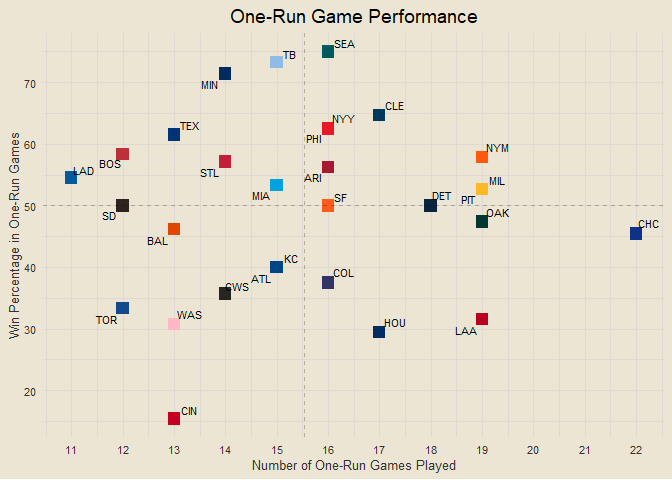 One-Run Game Performance
SEA
TB
MIN
70
CLE
NYY
TEX
PHI
60
NYM
BOS
STL
LAD
ARI
MIL
MIA
SF
DET
PIT
50
SD
OAK
CHC
BAL
KC
40
ATL
COL
CWS
TOR
WAS
HOU
LAA
30
20
CIN
Win Percentage in One-Run Games
11 12 13 14 15 16 17 18 19 20 21 22
Number of One-Run Games Played